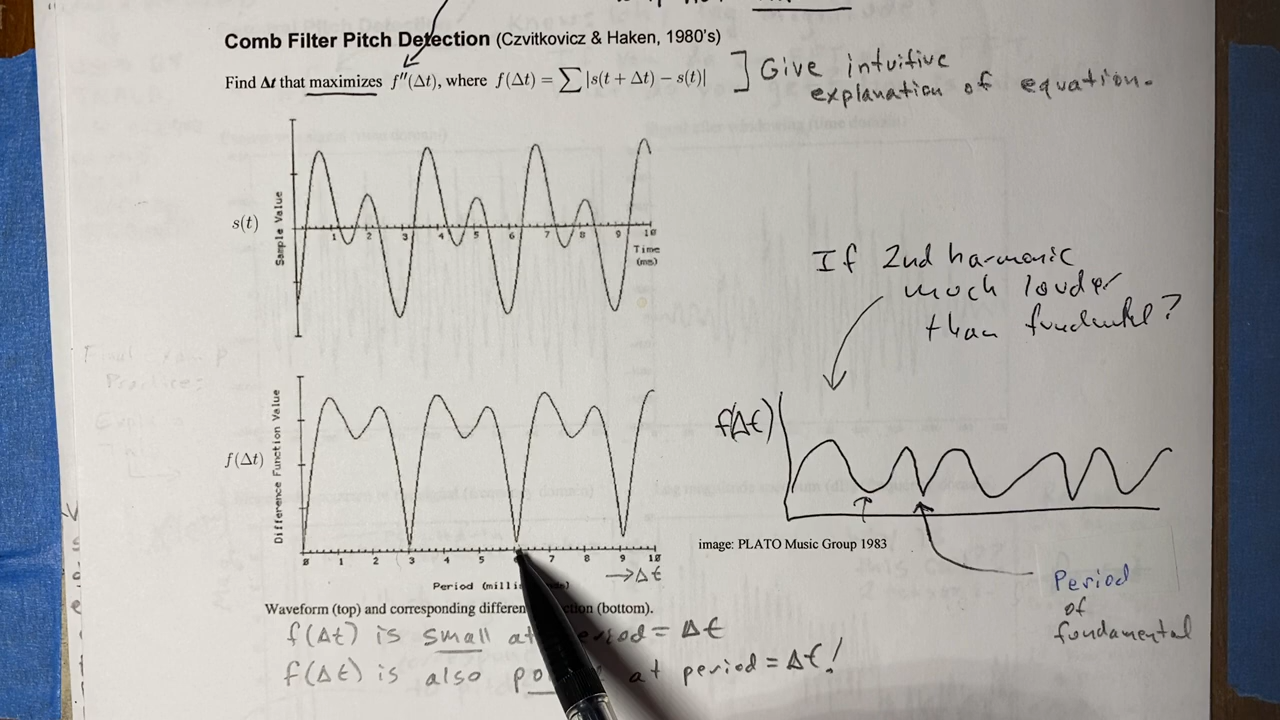 Comb Filter Pitch Detection (Czvitkovicz & Haken, 1980's)
Find Δt that maximizes f''(Δt), where f(Δt) = ∑|s(t + Δt) − s(t)|
Give intuitive
explanation of equation.
s(t)
Sample Value
1 2 3 4 5 6 7 8 9 10
Time
(ms)
If 2nd harmonic
much louder
than
f(Δt)
Difference Function Value
0 1 2 3 4 5 7 8 9 10
Period
→Δt
f(Δt)
image: PLATO Music Group 1983
Period
of
fundamental
Waveform (top) and corresponding (bottom).
f(Δt) is small at period = Δt
f(Δt) is also at period = Δt!